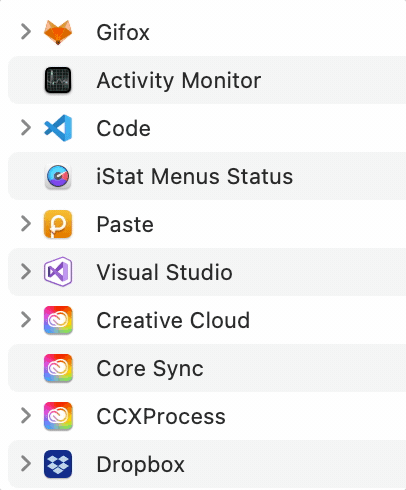 Gifox
Activity Monitor
Code
iStat Menus Status
Paste
Visual Studio
Creative Cloud
Core Sync
CCXProcess
Dropbox